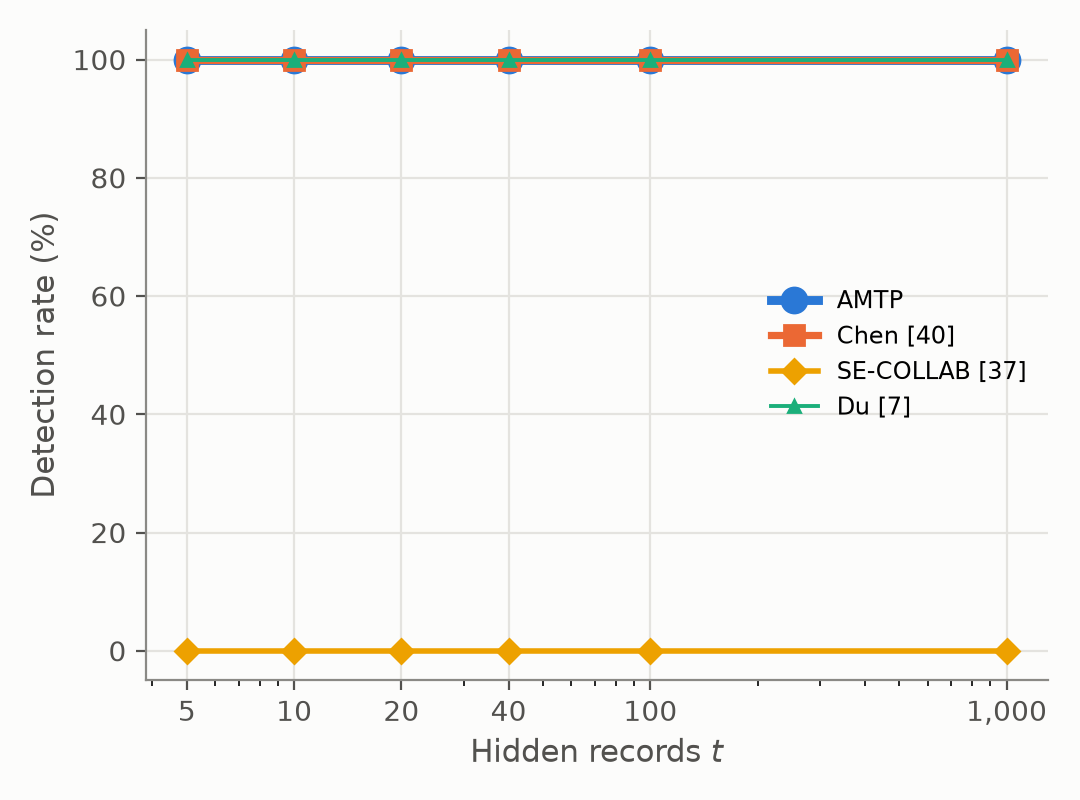 100
80
60
40
20
0
Detection rate (%)
AMTP
Chen [40]
SE-COLLAB [37]
Du [7]
5 10 20 40 100 1,000
Hidden records t